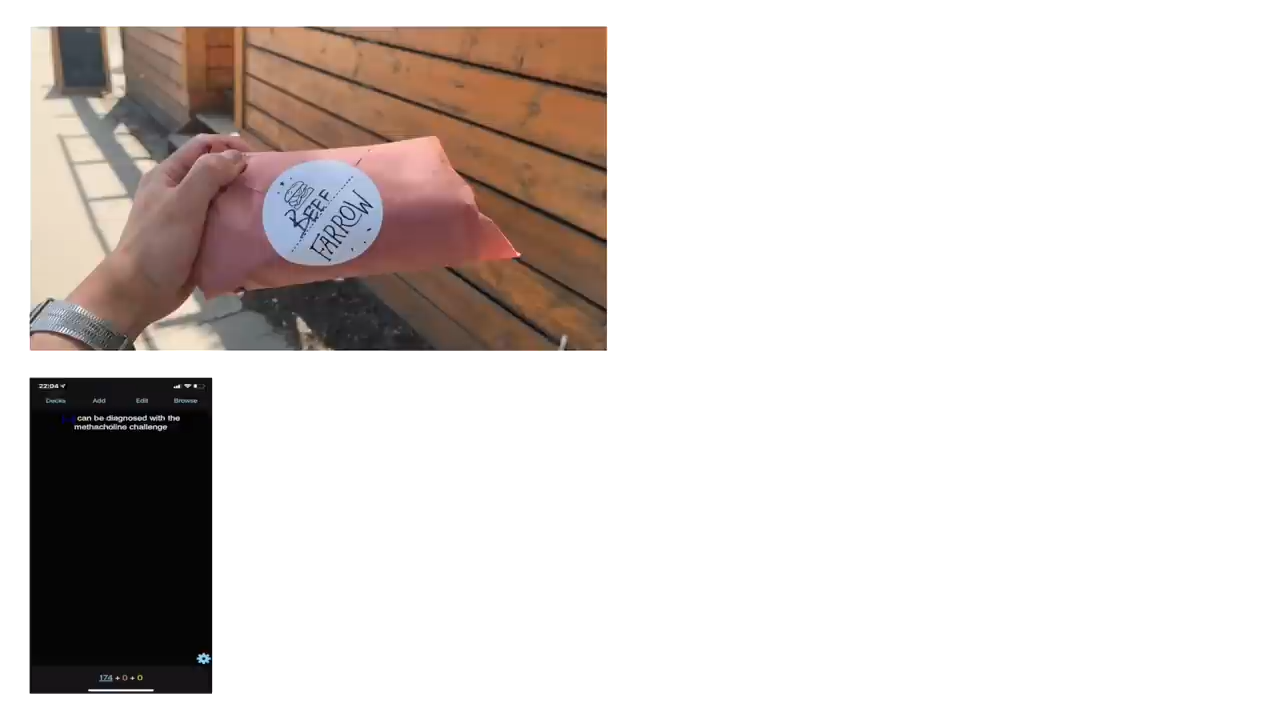 BEEF
FARROW
22:04
Decks Add Edit Browse
[...] can be diagnosed with the
methacholine challenge
174 + 0 + 0